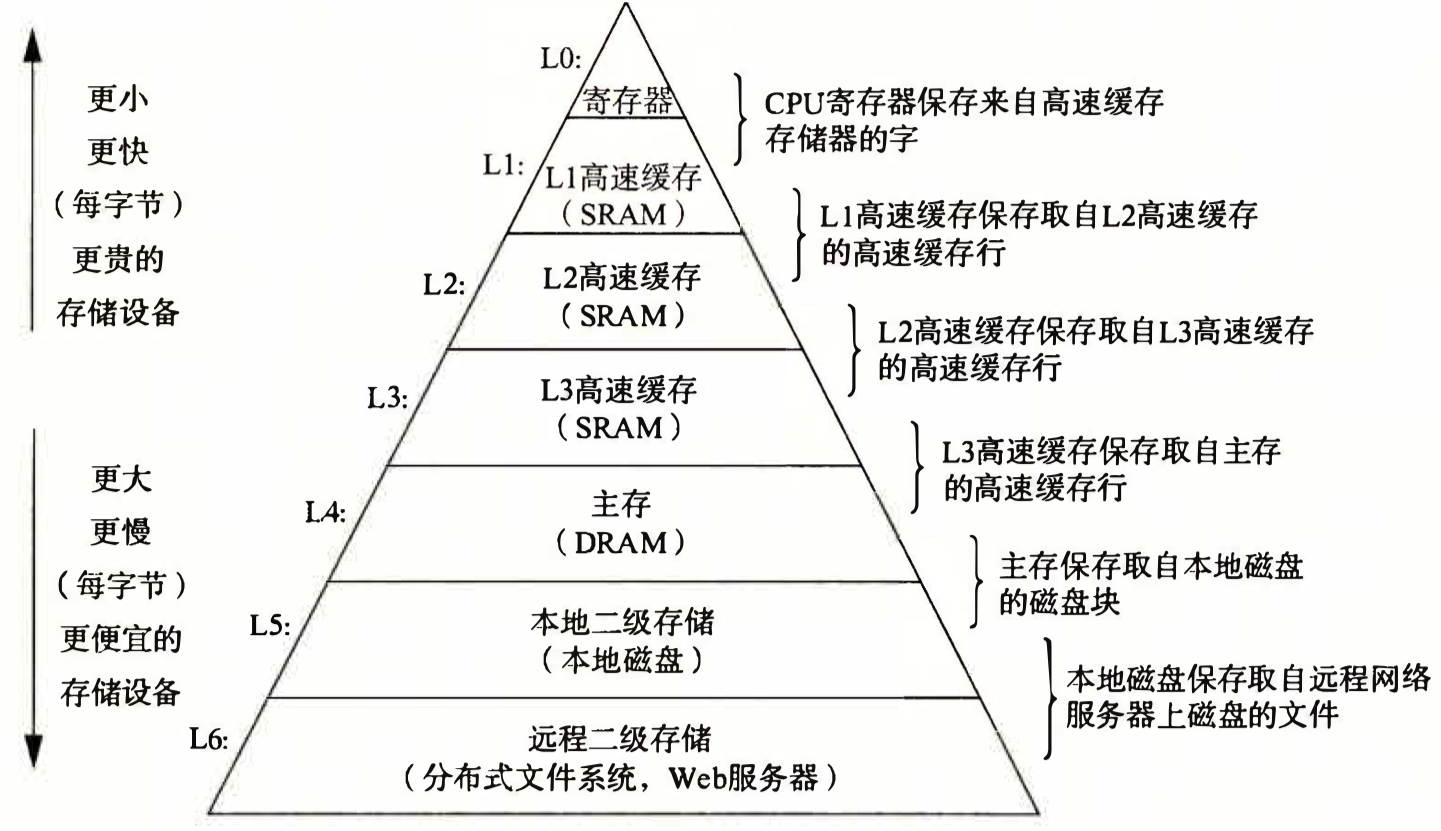 更小
更快
（每字节）
更贵的
存储设备
更大
更慢
（每字节）
更便宜的
存储设备
L0:
寄存器
L1:
L1高速缓存
（SRAM）
L2:
L2高速缓存
（SRAM）
L3:
L3高速缓存
（SRAM）
L4:
主存
（DRAM）
L5:
本地二级存储
（本地磁盘）
L6:
远程二级存储
（分布式文件系统，Web服务器）
CPU寄存器保存来自高速缓存
存储器的字
L1高速缓存保存取自L2高速缓存
的高速缓存行
L2高速缓存保存取自L3高速缓存
的高速缓存行
L3高速缓存保存取自主存
的高速缓存行
主存保存取自本地磁盘
的磁盘块
本地磁盘保存取自远程网络
服务器上磁盘的文件